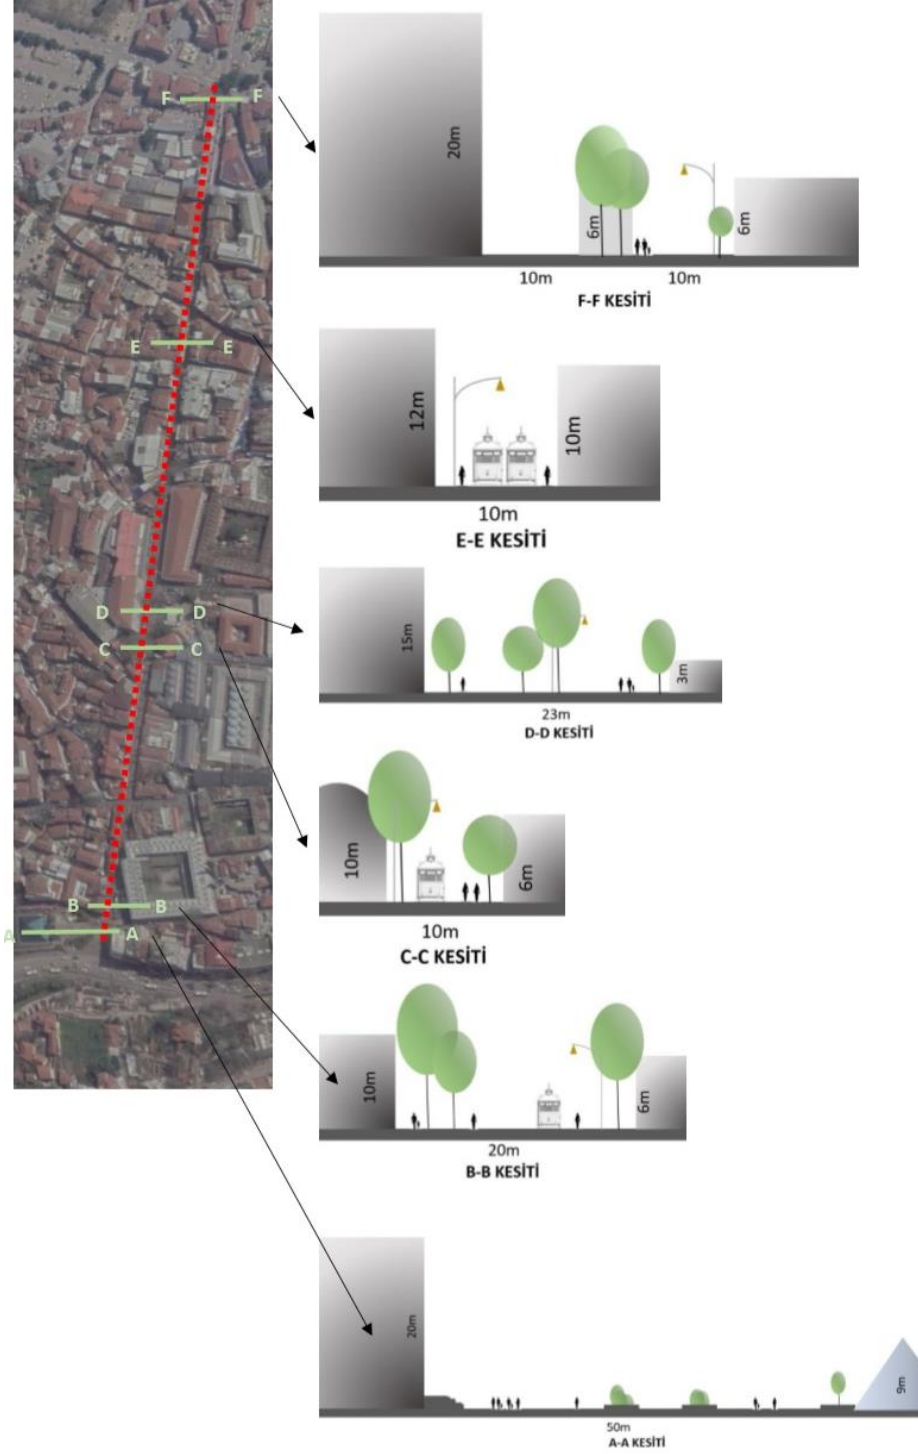 F F
E E
D D
C C
B B
A A
20m
6m
6m
10m 10m
F-F KESİTİ
12m
10m
10m
E-E KESİTİ
15m
3m
23m
D-D KESİTİ
10m
6m
10m
C-C KESİTİ
10m
6m
20m
B-B KESİTİ
20m
9m
50m
A-A KESİTİ